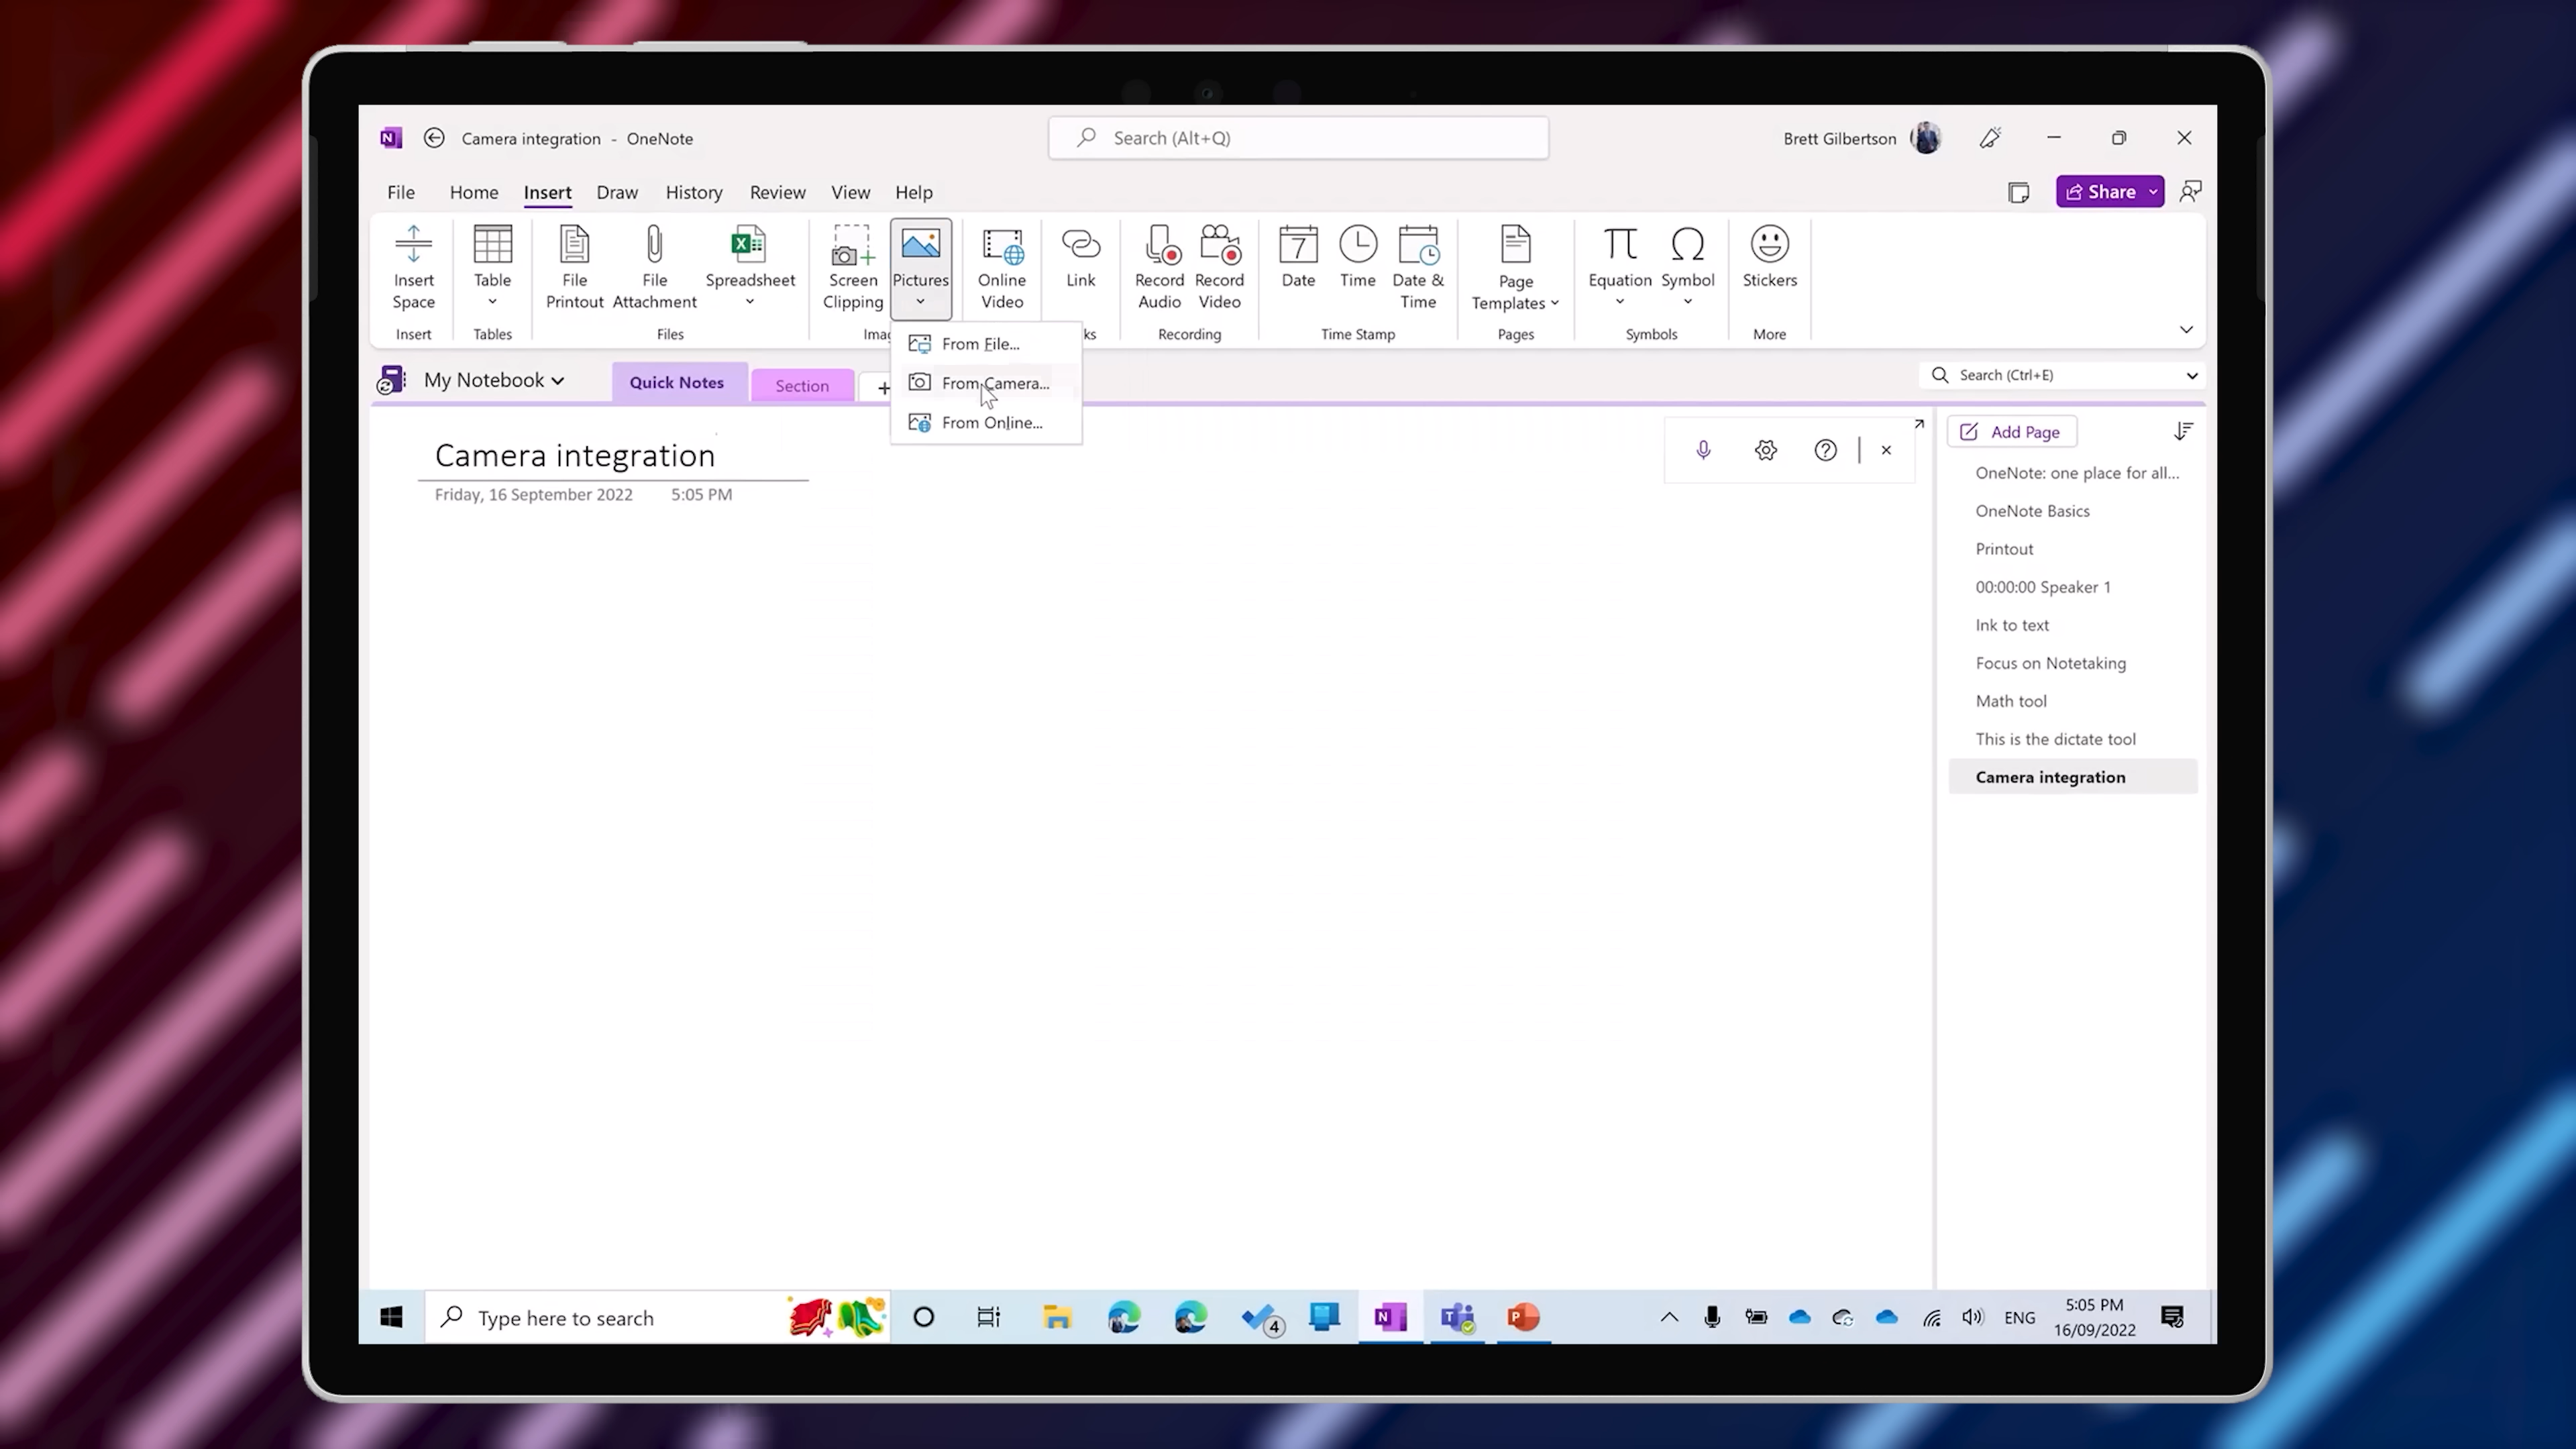 Camera integration - OneNote
Search (Alt+Q)
Brett Gilbertson
File Home Insert Draw History Review View Help
Share
Insert Space
Table
File Printout
File Attachment
Spreadsheet
Screen Clipping
Pictures
Online Video
Link
Record Audio
Record Video
Date
Time
Date & Time
Page Templates
Equation
Symbol
Stickers
Insert Tables Files Imag ks Recording Time Stamp Pages Symbols More
From File...
From Camera...
From Online...
My Notebook
Quick Notes
Section
Search (Ctrl+E)
Camera integration
Friday, 16 September 2022 5:05 PM
Add Page
OneNote: one place for all...
OneNote Basics
Printout
00:00:00 Speaker 1
Ink to text
Focus on Notetaking
Math tool
This is the dictate tool
Camera integration
Type here to search
4
ENG
5:05 PM
16/09/2022